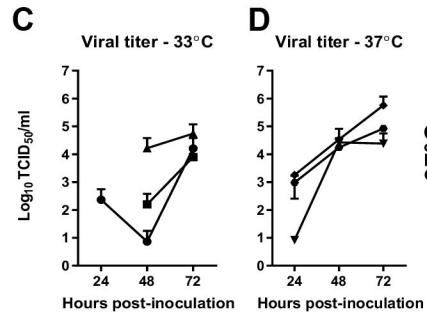 C
Viral titer - 33°C
Log10 TCID50/ml
7
6
5
4
3
2
1
0
24 48 72
Hours post-inoculation
D
Viral titer - 37°C
7
6
5
4
3
2
1
0
24 48 72
Hours post-inoculation